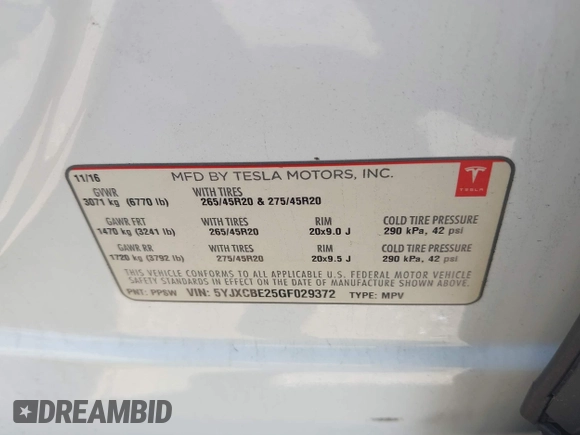 11/16 MFD BY TESLA MOTORS, INC.
TESLA
GVWR WITH TIRES
3071 kg (6770 lb) 265/45R20 & 275/45R20
GAWR FRT WITH TIRES RIM COLD TIRE PRESSURE
1470 kg (3241 lb) 265/45R20 20x9.0 J 290 kPa, 42 psi
GAWR RR WITH TIRES RIM COLD TIRE PRESSURE
1720 kg (3792 lb) 275/45R20 20x9.5 J 290 kPa, 42 psi
THIS VEHICLE CONFORMS TO ALL APPLICABLE U.S. FEDERAL MOTOR VEHICLE
SAFETY STANDARDS IN EFFECT ON THE DATE OF MANUFACTURE SHOWN ABOVE.
PNT: PPSW VIN: 5YJXCBE25GF029372 TYPE: MPV
DREAMBID